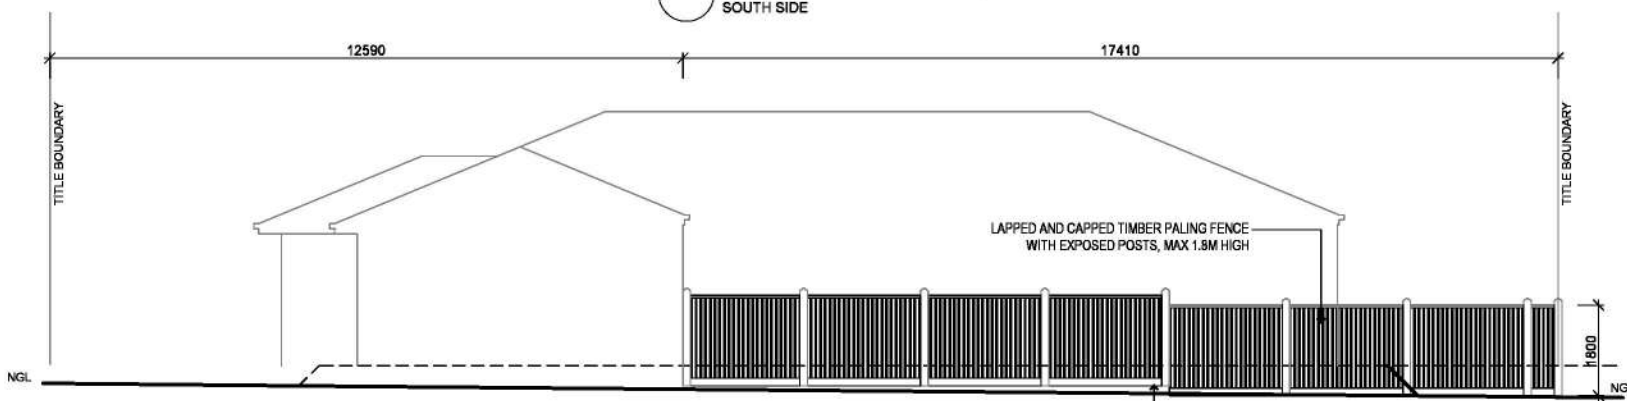 SOUTH SIDE
12590
17410
TITLE BOUNDARY
TITLE BOUNDARY
LAPPED AND CAPPED TIMBER PALING FENCE
WITH EXPOSED POSTS, MAX 1.8M HIGH
1800
NGL
NG